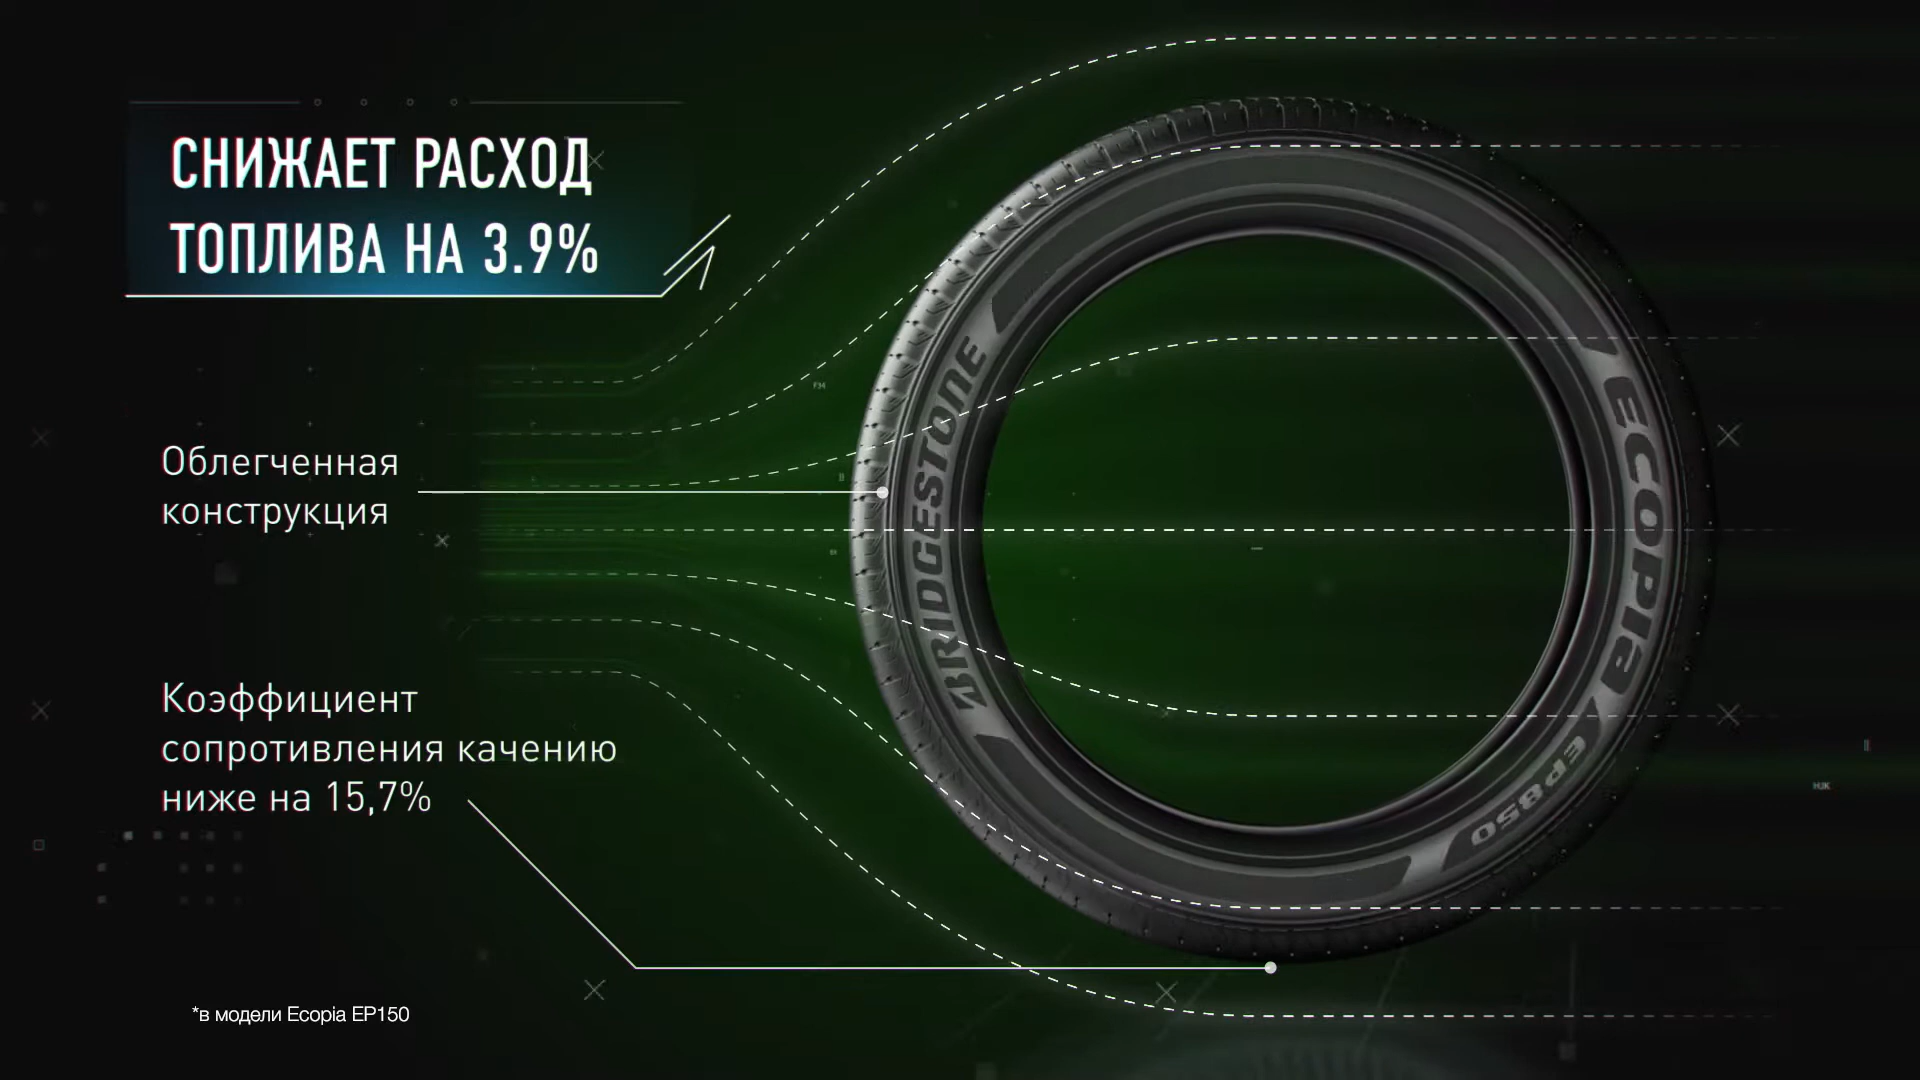 СНИЖАЕТ РАСХОД
ТОПЛИВА НА 3.9%
Облегченная
конструкция
Коэффициент
сопротивления качению
ниже на 15,7%
*в модели Ecopia EP150
BRIDGESTONE
ECOPIA
EP850
F34